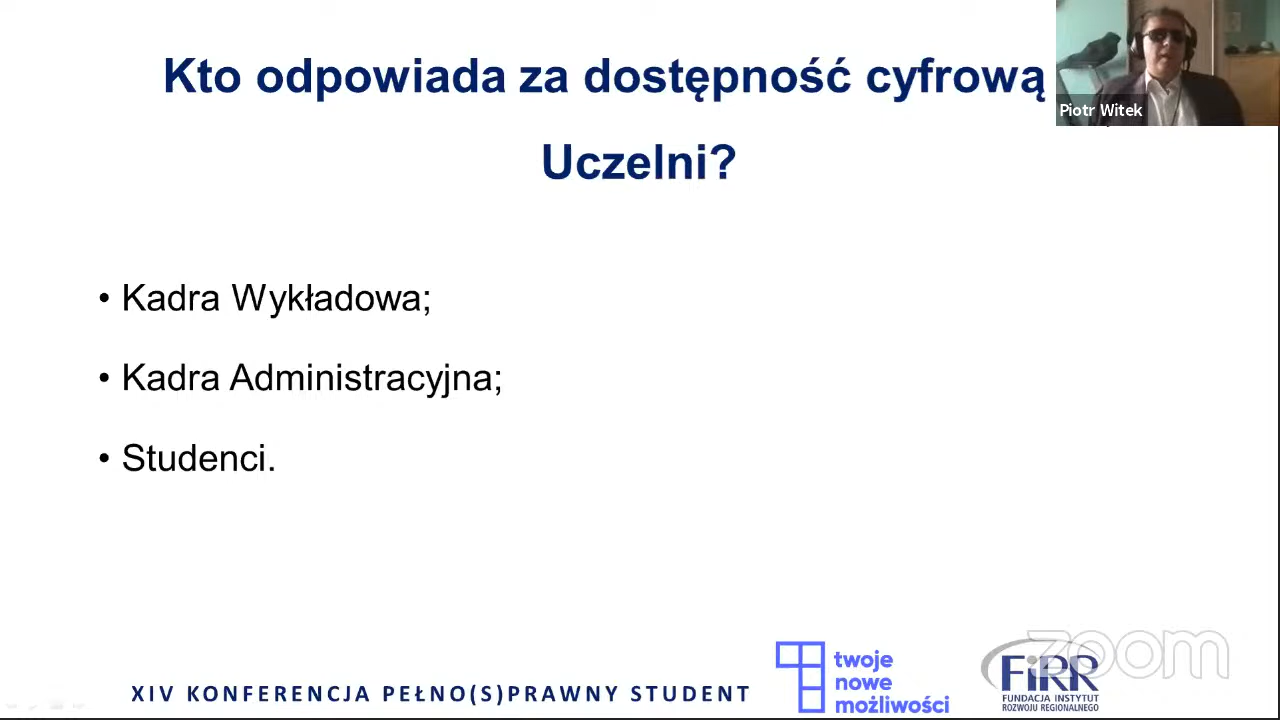 Kto odpowiada za dostępność cyfrową
Uczelni?
Piotr Witek
• Kadra Wykładowa;
• Kadra Administracyjna;
• Studenci.
XIV KONFERENCJA PEŁNO(S)PRAWNY STUDENT
twoje
nowe
możliwości
FiRR
FUNDACJA INSTYTUT
ROZWOJU REGIONALNEGO
zoom